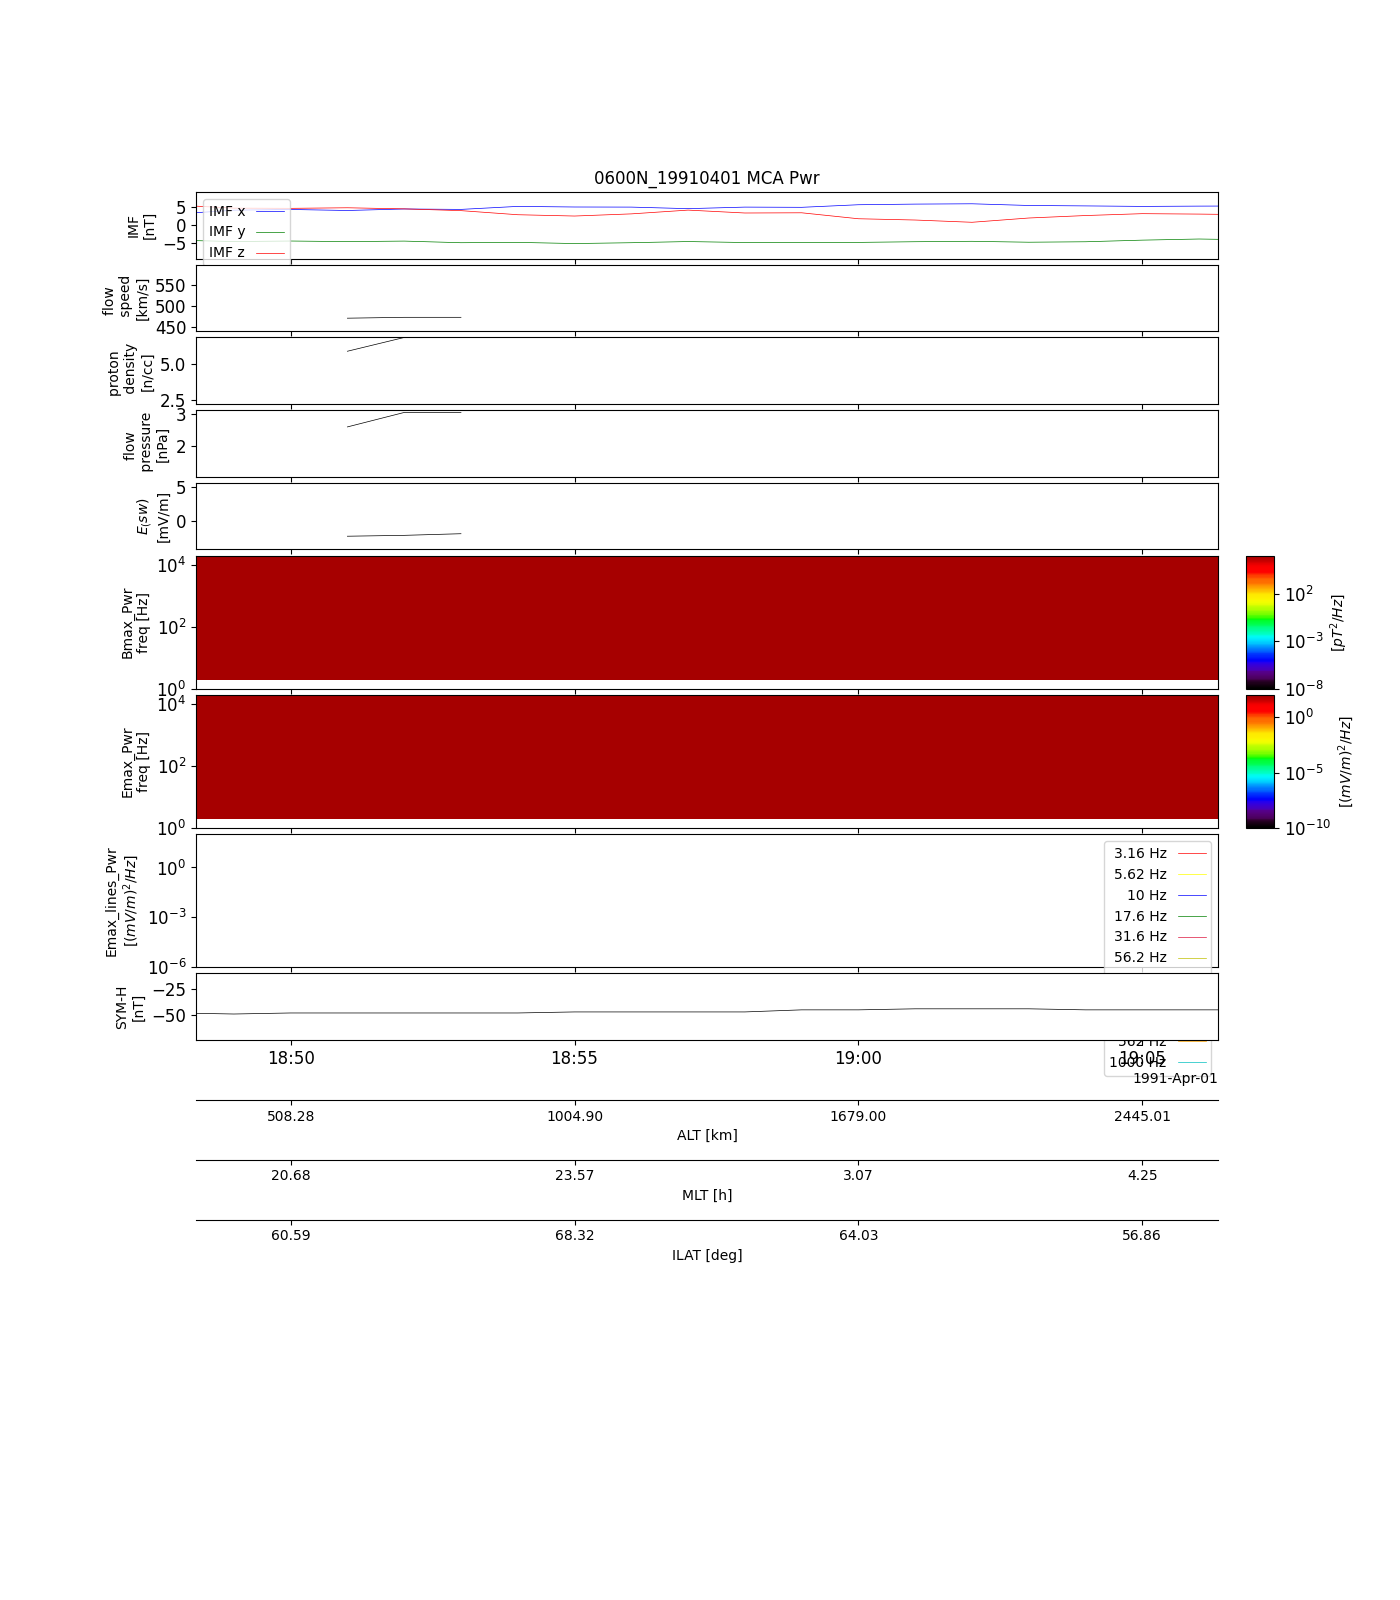 0600N_19910401 MCA Pwr
IMF
[nT]
5
0
−5
IMF x
IMF y
IMF z
flow
speed
[km/s]
550
500
450
proton
density
[n/cc]
5.0
2.5
flow
pressure
[nPa]
3
2
E(sw)
[mV/m]
5
0
Bmax_Pwr
freq [Hz]
10^4
10^2
10^0
10^2
10^−3
10^−8
[pT^2/Hz]
Emax_Pwr
freq [Hz]
10^4
10^2
10^0
10^0
10^−5
10^−10
[(mV/m)^2/Hz]
Emax_lines_Pwr
[(mV/m)^2/Hz]
10^0
10^−3
10^−6
3.16 Hz
5.62 Hz
10 Hz
17.6 Hz
31.6 Hz
56.2 Hz
562 Hz
1000 Hz
SYM-H
[nT]
−25
−50
18:50 18:55 19:00 19:05
1991-Apr-01
508.28 1004.90 1679.00 2445.01
ALT [km]
20.68 23.57 3.07 4.25
MLT [h]
60.59 68.32 64.03 56.86
ILAT [deg]